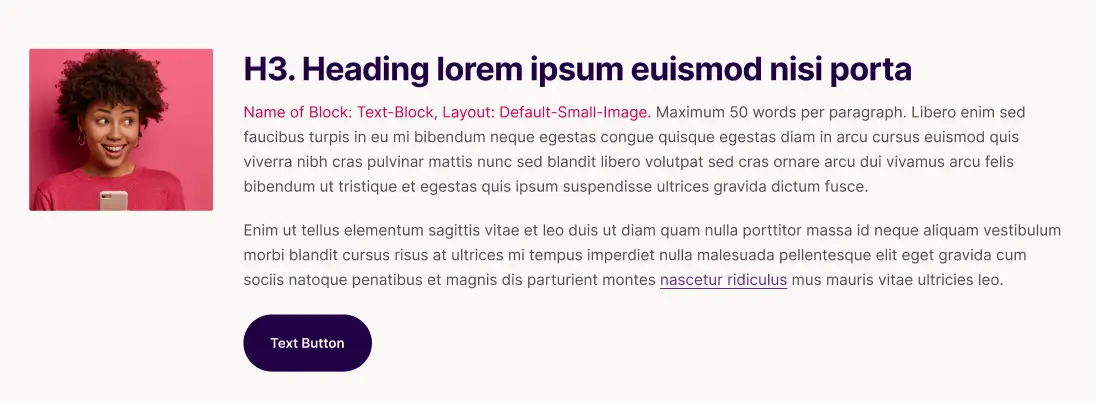 H3. Heading lorem ipsum euismod nisi porta
Name of Block: Text-Block, Layout: Default-Small-Image. Maximum 50 words per paragraph. Libero enim sed
faucibus turpis in eu mi bibendum neque egestas congue quisque egestas diam in arcu cursus euismod quis
viverra nibh cras pulvinar mattis nunc sed blandit libero volutpat sed cras ornare arcu dui vivamus arcu felis
bibendum ut tristique et egestas quis ipsum suspendisse ultrices gravida dictum fusce.
Enim ut tellus elementum sagittis vitae et leo duis ut diam quam nulla porttitor massa id neque aliquam vestibulum
morbi blandit cursus risus at ultrices mi tempus imperdiet nulla malesuada pellentesque elit eget gravida cum
sociis natoque penatibus et magnis dis parturient montes nascetur ridiculus mus mauris vitae ultricies leo.
Text Button